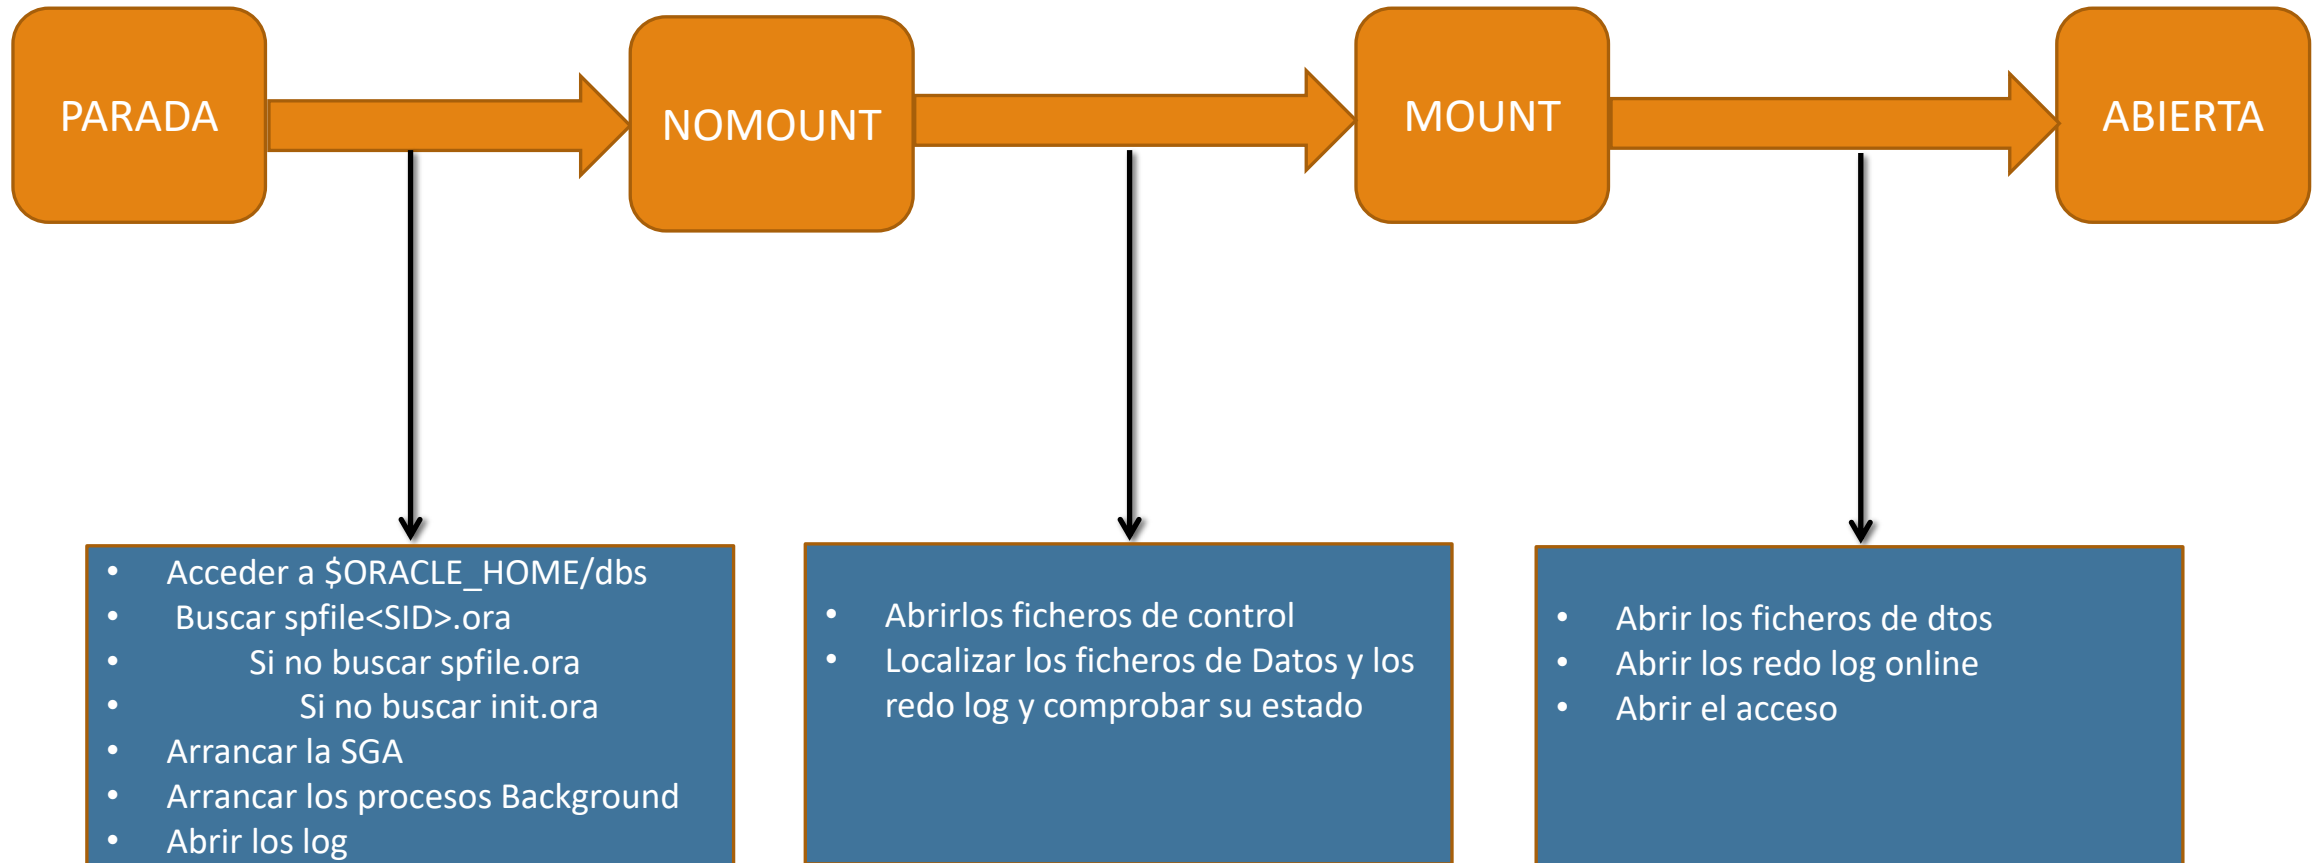 PARADA
NOMOUNT
MOUNT
ABIERTA
• Acceder a $ORACLE_HOME/dbs
• Buscar spfile<SID>.ora
• Si no buscar spfile.ora
• Si no buscar init.ora
• Arrancar la SGA
• Arrancar los procesos Background
• Abrir los log
• Abrirlos ficheros de control
• Localizar los ficheros de Datos y los
redo log y comprobar su estado
• Abrir los ficheros de dtos
• Abrir los redo log online
• Abrir el acceso